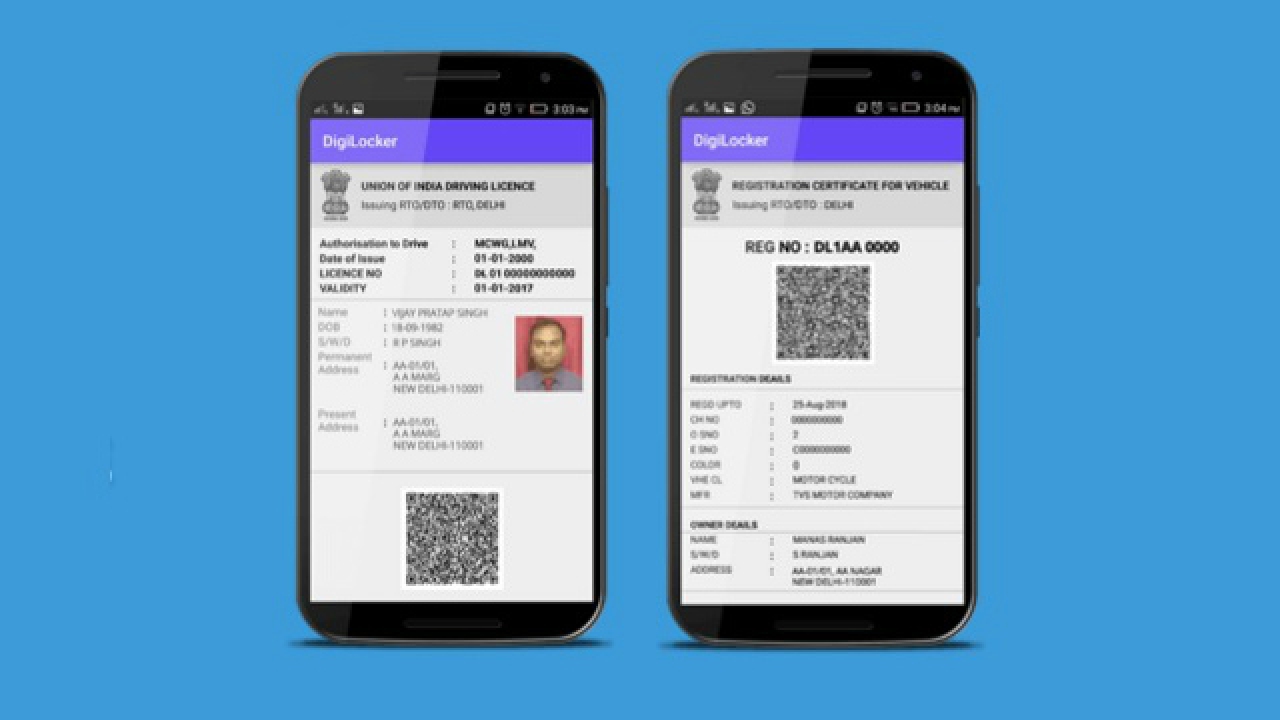 3:03 PM
DigiLocker
UNION OF INDIA DRIVING LICENCE
Issuing RTO/DTO : RTO, DELHI
Authorisation to Drive : MCWG,LMV,
Date of Issue : 01-01-2000
LICENCE NO : DL 01 00000000000
VALIDITY : 01-01-2017
Name : VIJAY PRATAP SINGH
DOB : 18-09-1982
S/W/D : R P SINGH
Permanent
Address : AA-01/01,
A A MARG
NEW DELHI-110001
Present
Address : AA-01/01,
A A MARG
NEW DELHI-110001
3:04 PM
DigiLocker
REGISTRATION CERTIFICATE FOR VEHICLE
Issuing RTO/DTO : DELHI
REG NO : DL1AA 0000
REGISTRATION DEAILS
REGD UPTO : 25-Aug-2018
CH NO : 0000000000
O SNO : 2
E SNO : C0000000000
COLOR : 0
VHE CL : MOTOR CYCLE
MFR : TVS MOTOR COMPANY
OWNER DEAILS
NAME : MANAS RANJAN
S/W/D : S RANJAN
ADDRESS : AA-01/01, AA NAGAR
NEW DELHI-110001